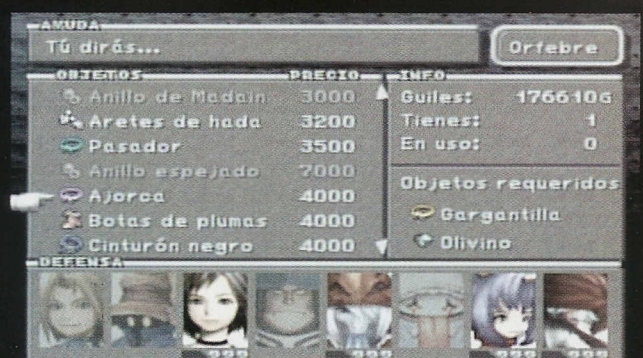 AYUDA
Tú dirás...
Orfebre
OBJETOS PRECIO
Anillo de Madain 3000
Aretes de hada 3200
Pasador 3500
Anillo espejado 7000
Ajorca 4000
Botas de plumas 4000
Cinturón negro 4000
INFO
Guiles: 176610G
Tienes: 1
En uso: 0
Objetos requeridos
Gargantilla
Olivino
DEFENSA